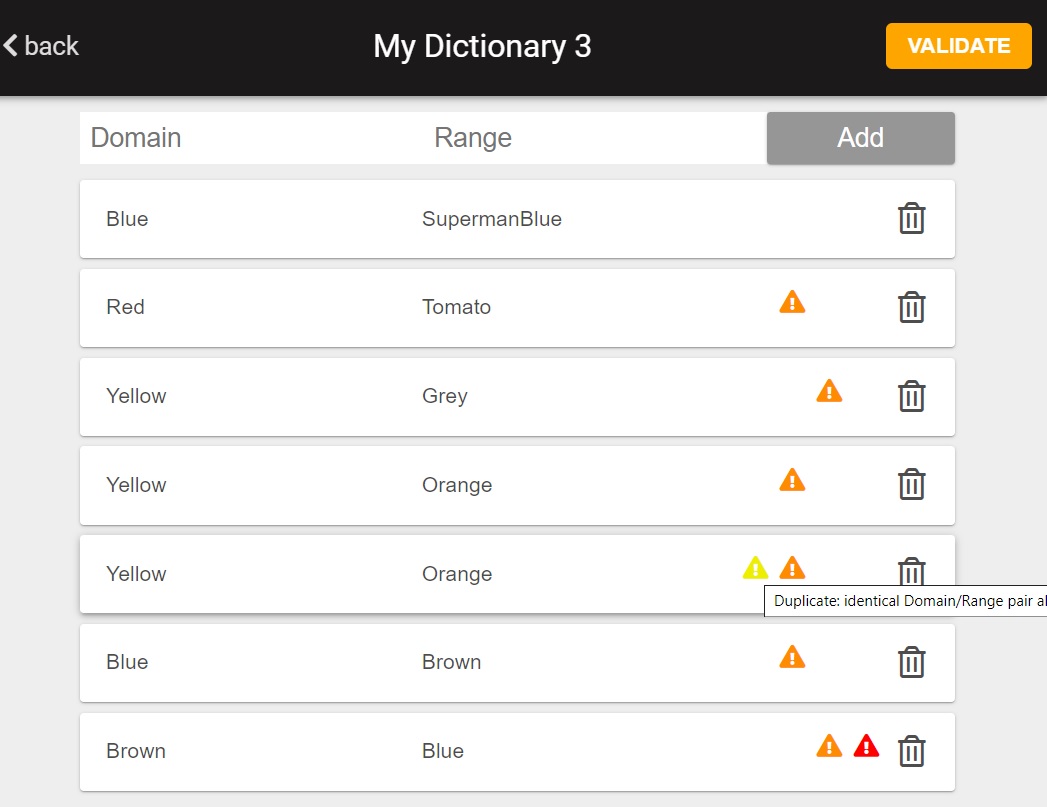 back
My Dictionary 3
VALIDATE
Domain Range Add
Blue SupermanBlue
Red Tomato
Yellow Grey
Yellow Orange
Yellow Orange
Duplicate: identical Domain/Range pair
Blue Brown
Brown Blue